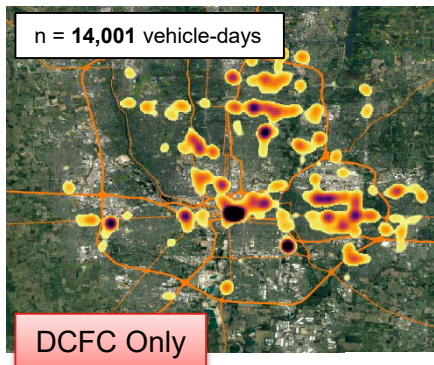 n = 14,001 vehicle-days
DCFC Only